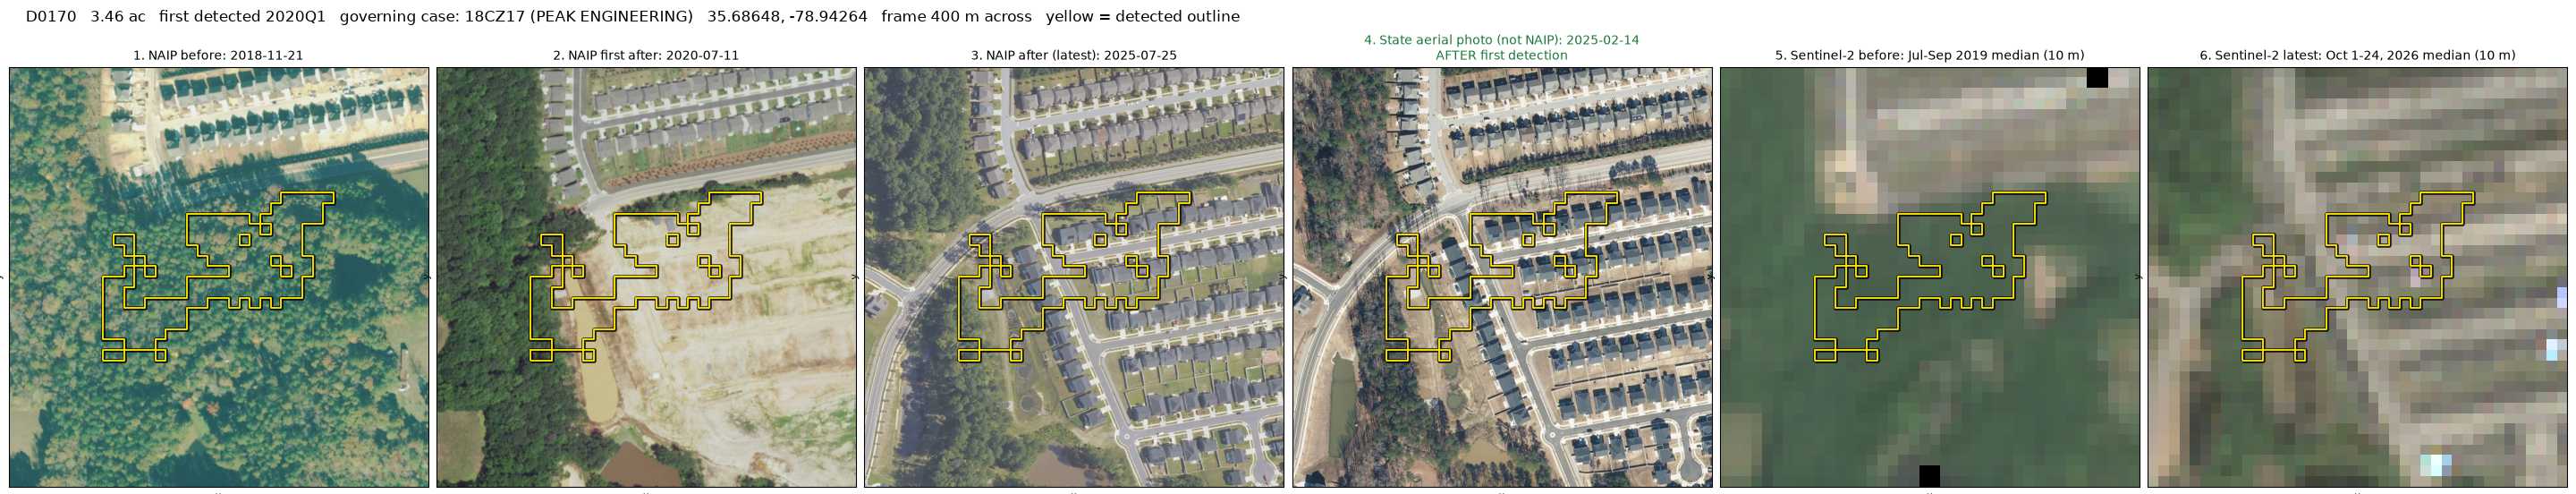 D0170 3.46 ac first detected 2020Q1 governing case: 18CZ17 (PEAK ENGINEERING) 35.68648, -78.94264 frame 400 m across yellow = detected outline
1. NAIP before: 2018-11-21
2. NAIP first after: 2020-07-11
3. NAIP after (latest): 2025-07-25
4. State aerial photo (not NAIP): 2025-02-14
AFTER first detection
5. Sentinel-2 before: Jul-Sep 2019 median (10 m)
6. Sentinel-2 latest: Oct 1-24, 2026 median (10 m)